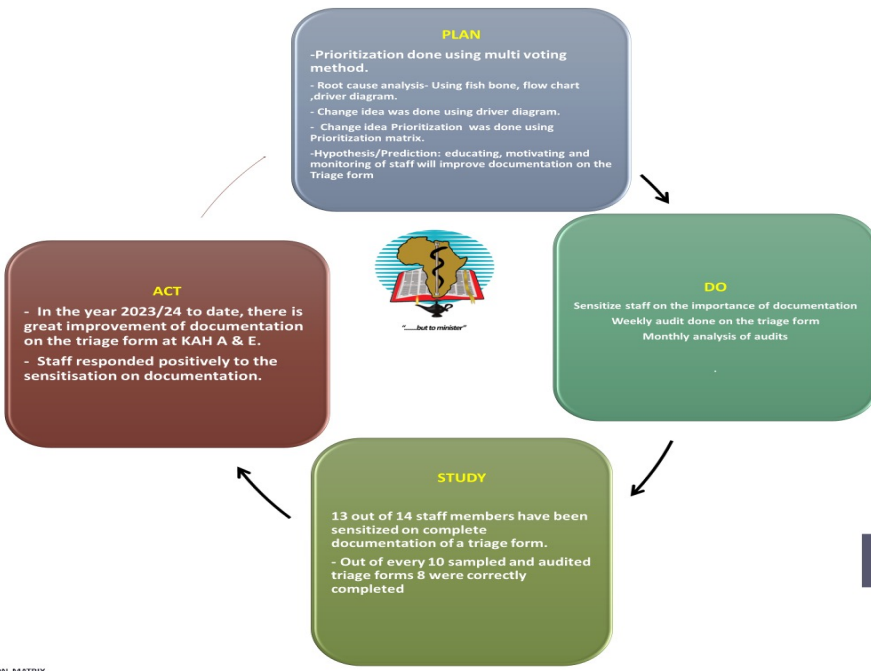 PLAN
-Prioritization done using multi voting
method.
- Root cause analysis- Using fish bone, flow chart
,driver diagram.
- Change idea was done using driver diagram.
- Change idea Prioritization was done using
Prioritization matrix.
-Hypothesis/Prediction: educating, motivating and
monitoring of staff will improve documentation on the
Triage form
DO
Sensitize staff on the importance of documentation
Weekly audit done on the triage form
Monthly analysis of audits
.
STUDY
13 out of 14 staff members have been
sensitized on complete
documentation of a triage form.
- Out of every 10 sampled and audited
triage forms 8 were correctly
completed
ACT
- In the year 2023/24 to date, there is
great improvement of documentation
on the triage form at KAH A & E.
- Staff responded positively to the
sensitisation on documentation.
"......but to minister"